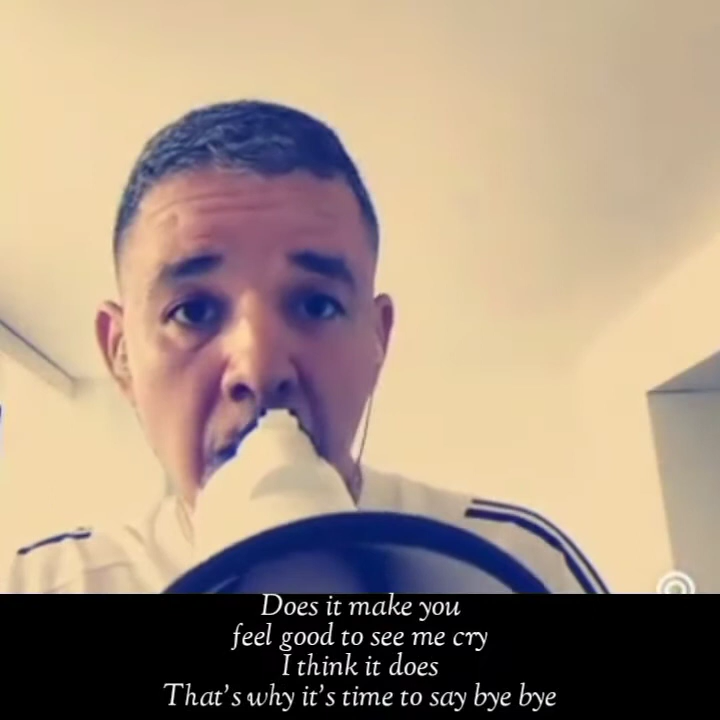 Does it make you
feel good to see me cry
I think it does
That's why it's time to say bye bye